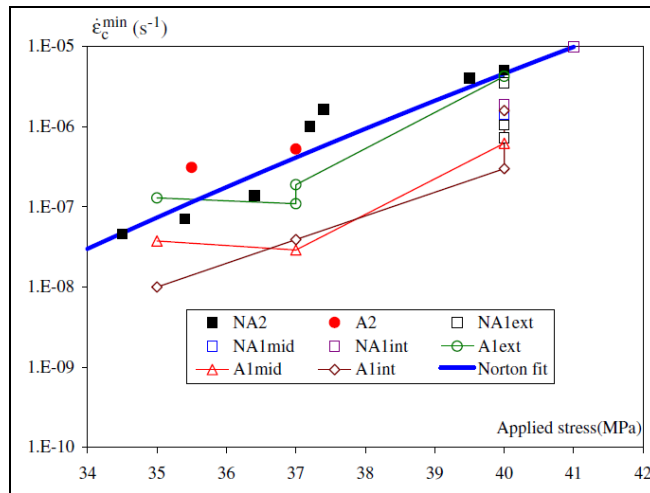 ε̇c^min (s⁻¹)
1.E-05
1.E-06
1.E-07
1.E-08
1.E-09
1.E-10
NA2 A2 NA1ext
NA1mid NA1int A1ext
A1mid A1int Norton fit
Applied stress(MPa)
34 35 36 37 38 39 40 41 42